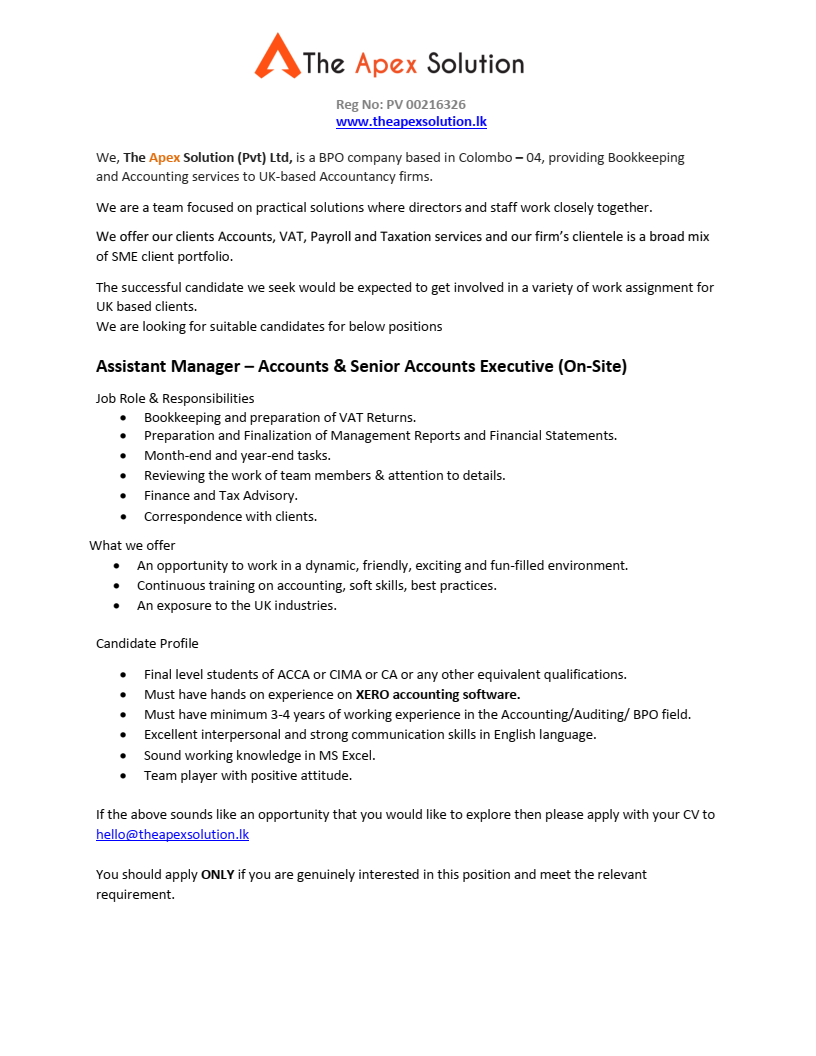 The Apex Solution
Reg No: PV 00216326
www.theapexsolution.lk
We, The Apex Solution (Pvt) Ltd, is a BPO company based in Colombo – 04, providing Bookkeeping
and Accounting services to UK-based Accountancy firms.
We are a team focused on practical solutions where directors and staff work closely together.
We offer our clients Accounts, VAT, Payroll and Taxation services and our firm's clientele is a broad mix
of SME client portfolio.
The successful candidate we seek would be expected to get involved in a variety of work assignment for
UK based clients.
We are looking for suitable candidates for below positions
Assistant Manager – Accounts & Senior Accounts Executive (On-Site)
Job Role & Responsibilities
• Bookkeeping and preparation of VAT Returns.
• Preparation and Finalization of Management Reports and Financial Statements.
• Month-end and year-end tasks.
• Reviewing the work of team members & attention to details.
• Finance and Tax Advisory.
• Correspondence with clients.
What we offer
• An opportunity to work in a dynamic, friendly, exciting and fun-filled environment.
• Continuous training on accounting, soft skills, best practices.
• An exposure to the UK industries.
Candidate Profile
• Final level students of ACCA or CIMA or CA or any other equivalent qualifications.
• Must have hands on experience on XERO accounting software.
• Must have minimum 3-4 years of working experience in the Accounting/Auditing/ BPO field.
• Excellent interpersonal and strong communication skills in English language.
• Sound working knowledge in MS Excel.
• Team player with positive attitude.
If the above sounds like an opportunity that you would like to explore then please apply with your CV to
hello@theapexsolution.lk
You should apply ONLY if you are genuinely interested in this position and meet the relevant
requirement.